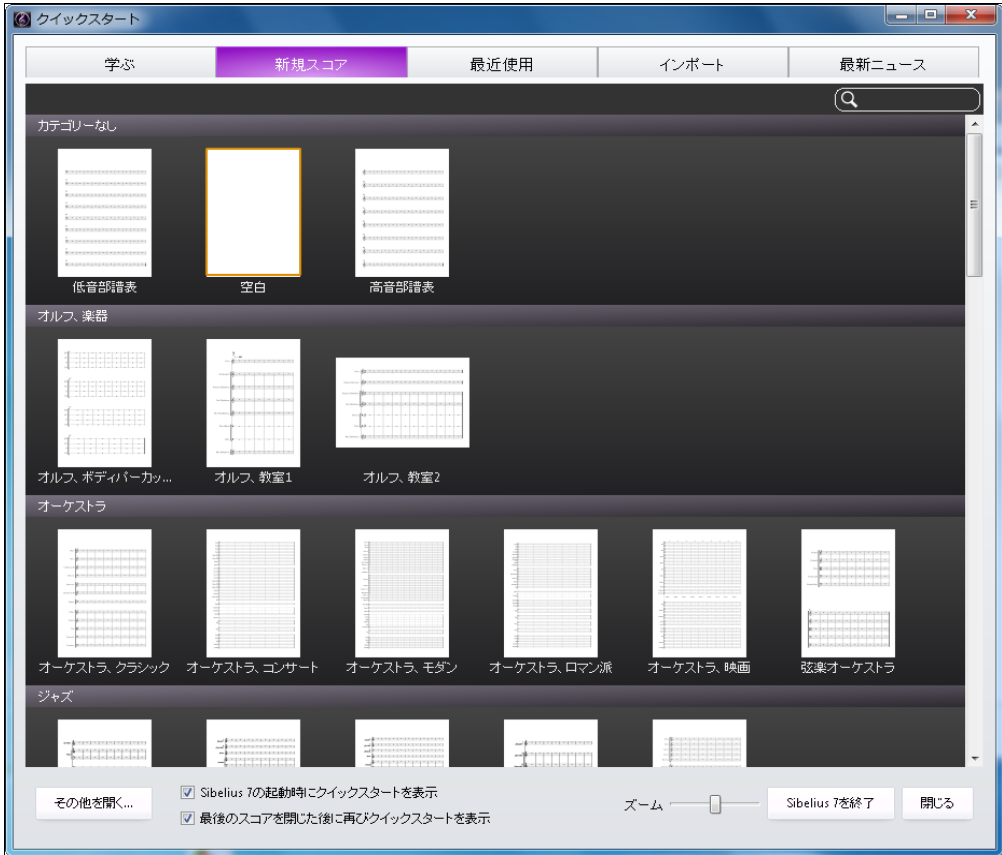 クイックスタート
学ぶ 新規スコア 最近使用 インポート 最新ニュース
カテゴリーなし
低音部譜表 空白 高音部譜表
オルフ、楽器
オルフ、ボディパーカッ... オルフ、教室1 オルフ、教室2
オーケストラ
オーケストラ、クラシック オーケストラ、コンサート オーケストラ、モダン オーケストラ、ロマン派 オーケストラ、映画 弦楽オーケストラ
ジャズ
その他を開く... Sibelius 7の起動時にクイックスタートを表示 ズーム Sibelius 7を終了 閉じる
最後のスコアを閉じた後に再びクイックスタートを表示